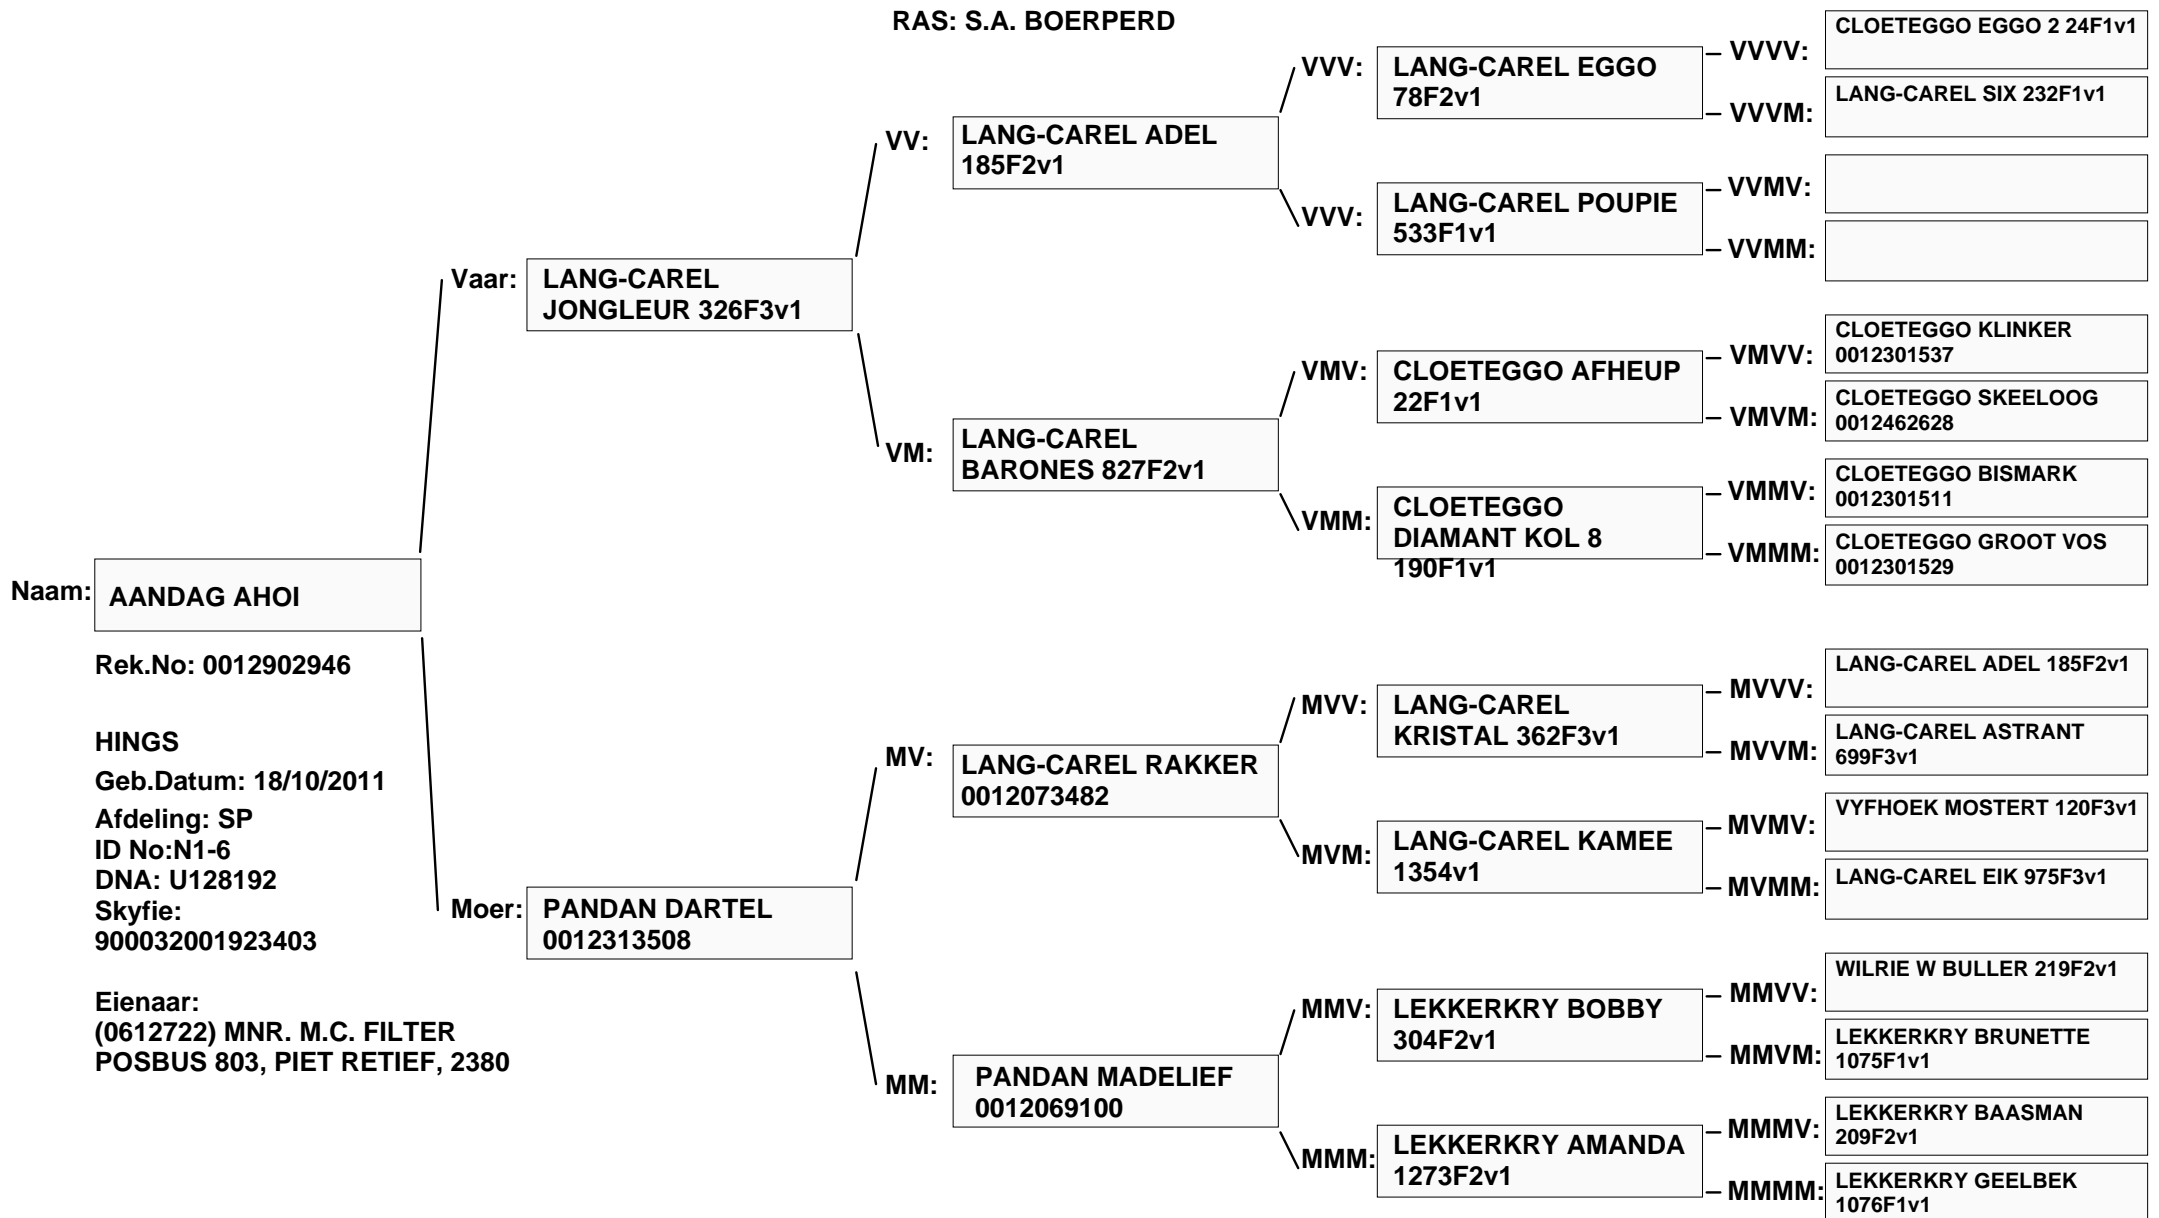 RAS: S.A. BOERPERD
Naam:
AANDAG AHOI
Rek.No: 0012902946
HINGS
Geb.Datum: 18/10/2011
Afdeling: SP
ID No:N1-6
DNA: U128192
Skyfie:
900032001923403
Eienaar:
(0612722) MNR. M.C. FILTER
POSBUS 803, PIET RETIEF, 2380
Vaar:
LANG-CAREL
JONGLEUR 326F3v1
Moer:
PANDAN DARTEL
0012313508
VV:
LANG-CAREL ADEL
185F2v1
VM:
LANG-CAREL
BARONES 827F2v1
MV:
LANG-CAREL RAKKER
0012073482
MM:
PANDAN MADELIEF
0012069100
VVV:
LANG-CAREL EGGO
78F2v1
VVV:
LANG-CAREL POUPIE
533F1v1
VMV:
CLOETEGGO AFHEUP
22F1v1
VMM:
CLOETEGGO
DIAMANT KOL 8
190F1v1
MVV:
LANG-CAREL
KRISTAL 362F3v1
MVM:
LANG-CAREL KAMEE
1354v1
MMV:
LEKKERKRY BOBBY
304F2v1
MMM:
LEKKERKRY AMANDA
1273F2v1
VVVV:
CLOETEGGO EGGO 2 24F1v1
VVVM:
LANG-CAREL SIX 232F1v1
VVMV:
VVMM:
VMVV:
CLOETEGGO KLINKER
0012301537
VMVM:
CLOETEGGO SKEELOOG
0012462628
VMMV:
CLOETEGGO BISMARK
0012301511
VMMM:
CLOETEGGO GROOT VOS
0012301529
MVVV:
LANG-CAREL ADEL 185F2v1
MVVM:
LANG-CAREL ASTRANT
699F3v1
MVMV:
VYFHOEK MOSTERT 120F3v1
MVMM:
LANG-CAREL EIK 975F3v1
MMVV:
WILRIE W BULLER 219F2v1
MMVM:
LEKKERKRY BRUNETTE
1075F1v1
MMMV:
LEKKERKRY BAASMAN
209F2v1
MMMM:
LEKKERKRY GEELBEK
1076F1v1